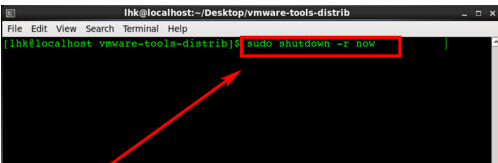 lhk@localhost:~/Desktop/vmware-tools-distrib
File Edit View Search Terminal Help
[lhk@localhost vmware-tools-distrib]$ sudo shutdown -r now